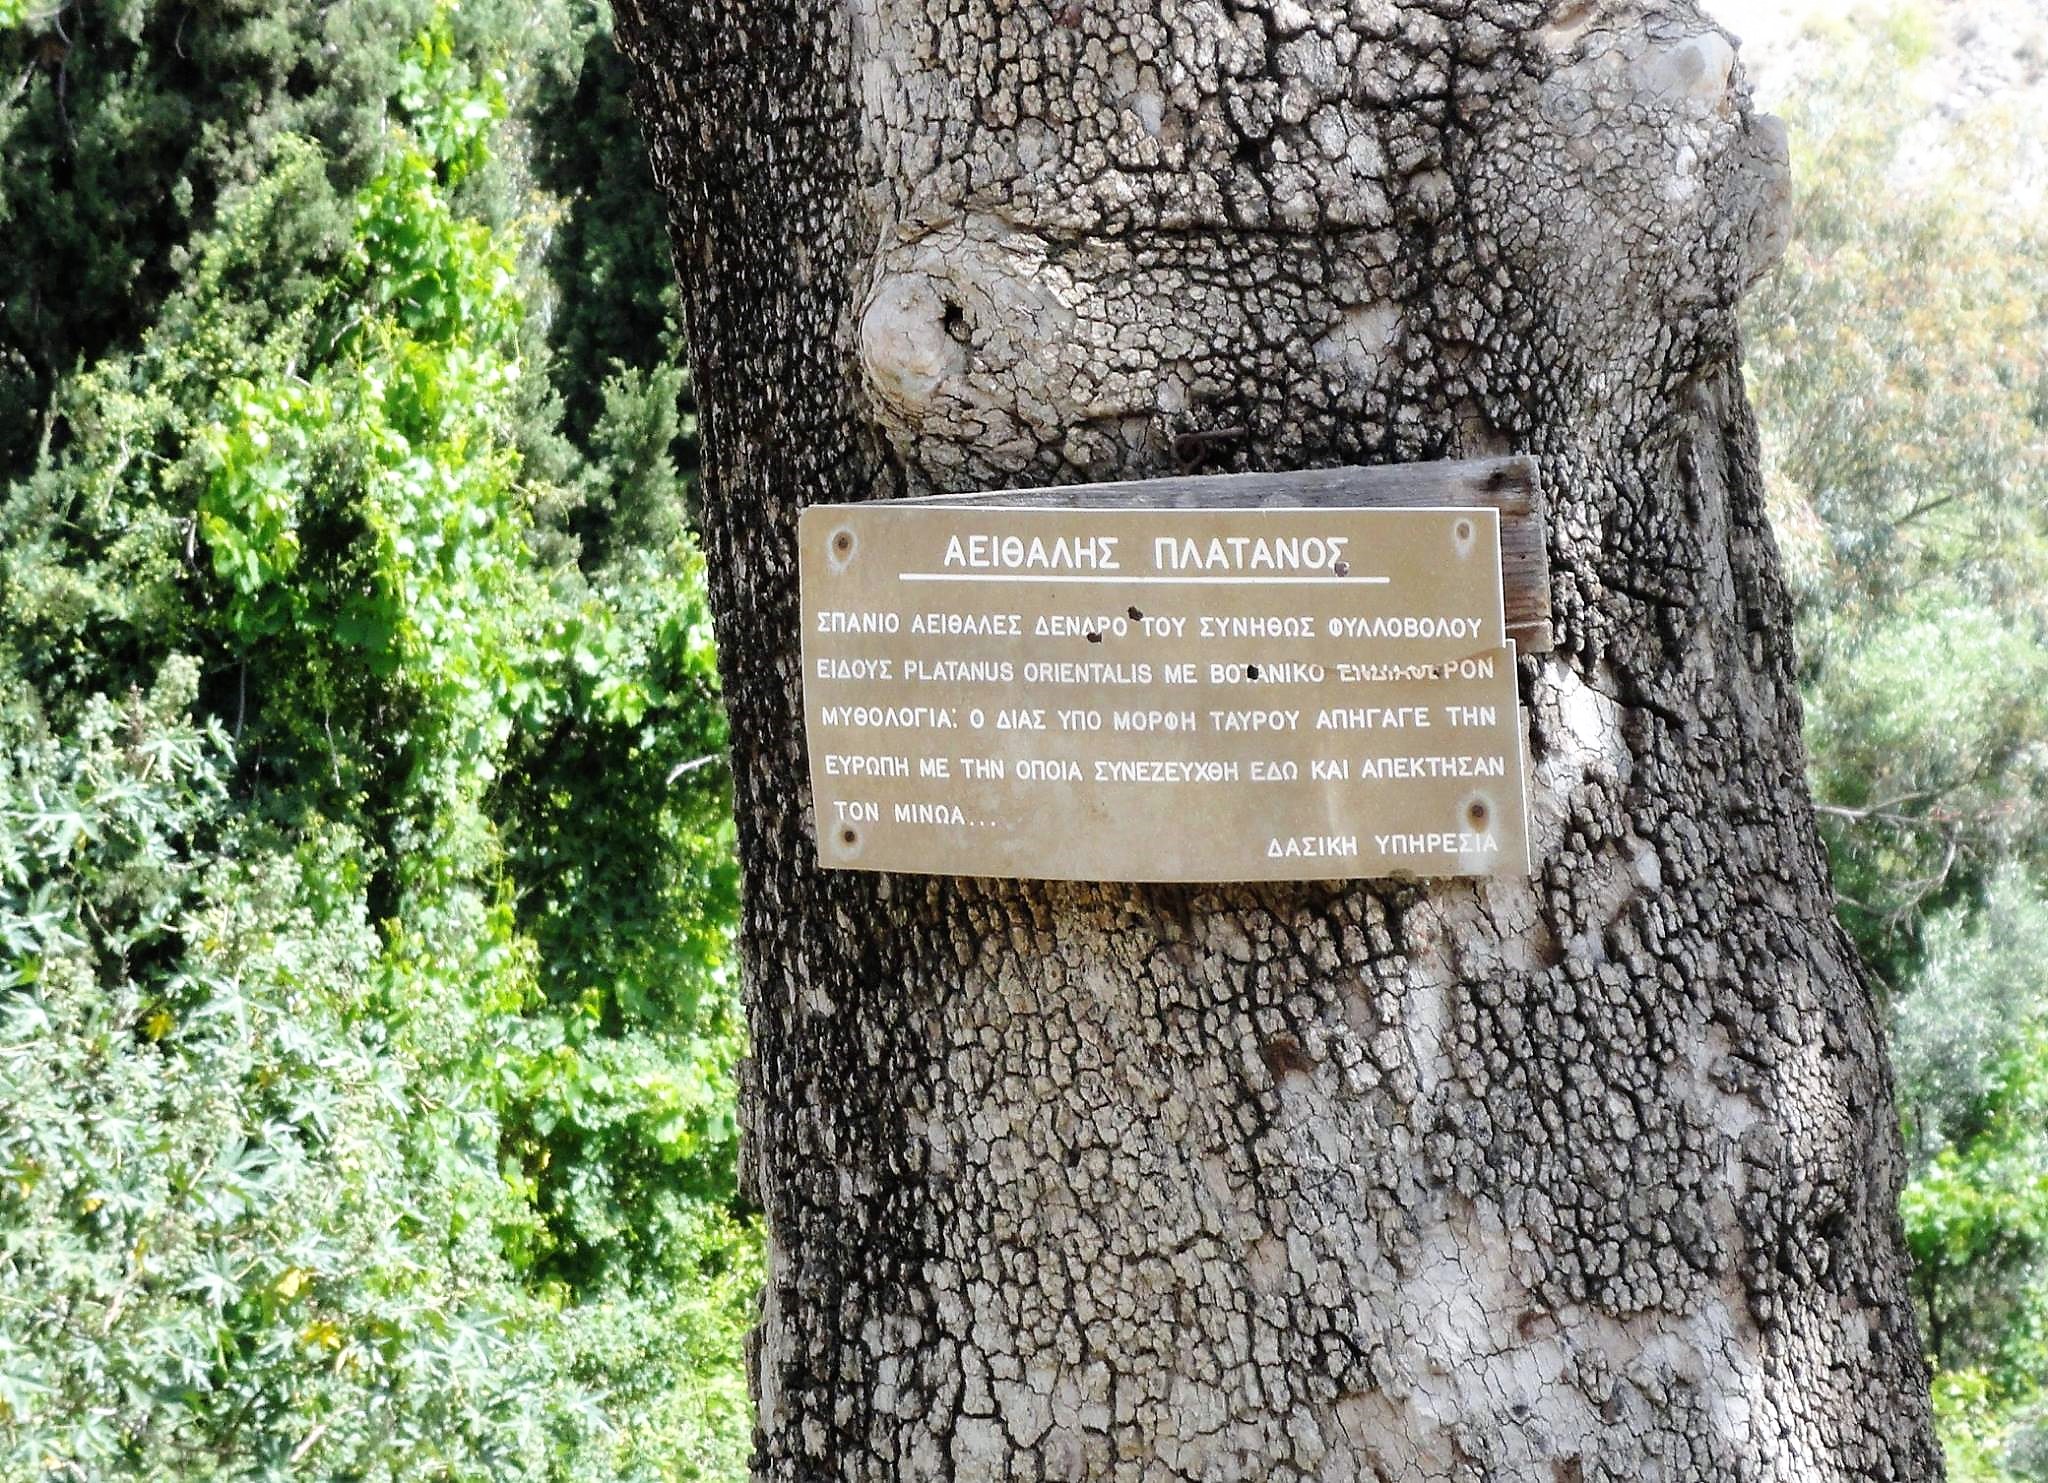 ΑΕΙΘΑΛΗΣ ΠΛΑΤΑΝΟΣ
ΣΠΑΝΙΟ ΑΕΙΘΑΛΕΣ ΔΕΝΔΡΟ ΤΟΥ ΣΥΝΗΘΩΣ ΦΥΛΛΟΒΟΛΟΥ
ΕΙΔΟΥΣ PLATANUS ORIENTALIS ΜΕ ΒΟΤΑΝΙΚΟ ΕΝΔΙΑΦΕΡΟΝ
ΜΥΘΟΛΟΓΙΑ: Ο ΔΙΑΣ ΥΠΟ ΜΟΡΦΗ ΤΑΥΡΟΥ ΑΠΗΓΑΓΕ ΤΗΝ
ΕΥΡΩΠΗ ΜΕ ΤΗΝ ΟΠΟΙΑ ΣΥΝΕΖΕΥΧΘΗ ΕΔΩ ΚΑΙ ΑΠΕΚΤΗΣΑΝ
ΤΟΝ ΜΙΝΩΑ...
ΔΑΣΙΚΗ ΥΠΗΡΕΣΙΑ